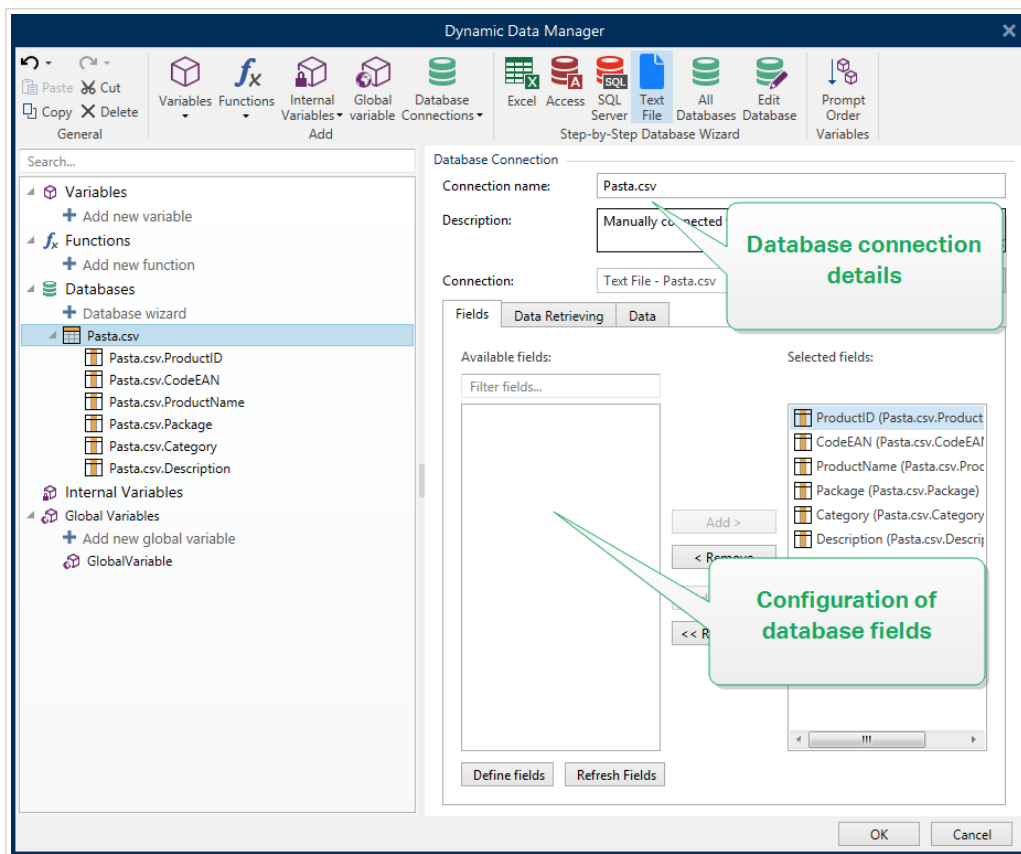 Dynamic Data Manager
Paste Cut
Copy Delete
General
Variables Functions Internal Variables Global variable Database Connections
Add
Excel Access SQL Server Text File All Databases Edit Database
Step-by-Step Database Wizard
Prompt Order
Variables
Search...
Variables
Add new variable
Functions
Add new function
Databases
Database wizard
Pasta.csv
Pasta.csv.ProductID
Pasta.csv.CodeEAN
Pasta.csv.ProductName
Pasta.csv.Package
Pasta.csv.Category
Pasta.csv.Description
Internal Variables
Global Variables
Add new global variable
GlobalVariable
Database Connection
Connection name: Pasta.csv
Description: Manually connected
Connection: Text File - Pasta.csv
Database connection
details
Fields Data Retrieving Data
Available fields:
Filter fields...
Selected fields:
ProductID (Pasta.csv.Product
CodeEAN (Pasta.csv.CodeEAN
ProductName (Pasta.csv.Proc
Package (Pasta.csv.Package)
Category (Pasta.csv.Category
Description (Pasta.csv.Descrip
Add >
< Remove
<< R
Configuration of
database fields
Define fields Refresh Fields
OK Cancel